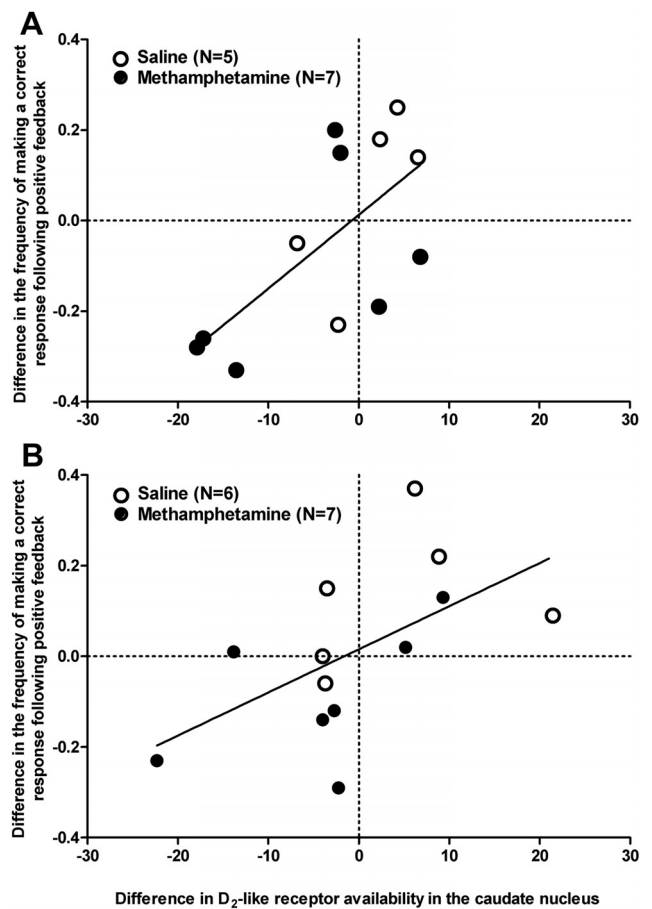 A
Difference in the frequency of making a correct
response following positive feedback
0.4
0.2
0.0
-0.2
-0.4
Saline (N=5)
Methamphetamine (N=7)
-30
-20
-10
0
10
20
30
B
Difference in the frequency of making a correct
response following positive feedback
0.4
0.2
0.0
-0.2
-0.4
Saline (N=6)
Methamphetamine (N=7)
-30
-20
-10
0
10
20
30
Difference in D₂-like receptor availability in the caudate nucleus